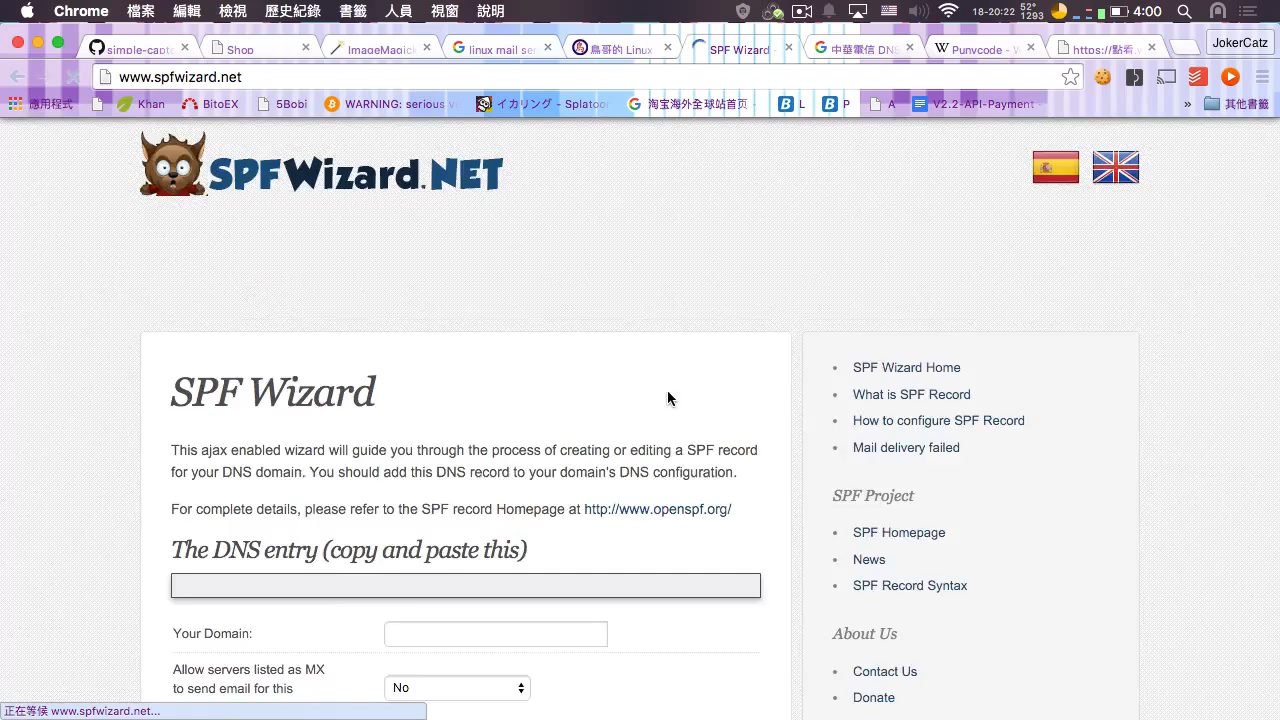 Chrome 檔案 編輯 檢視 歷史紀錄 書籤 人員 視窗 說明 18-20:22 52° 1293 4:00
simple-capt Shop ImageMagick linux mail se 鳥哥的 Linux SPF Wizard - 中華電信 DN Punycode - W https://點看.w JokerCatz
www.spfwizard.net
應用程式 Khan BitoEX 5Bobi WARNING: serious イカリング - Splatoon 淘宝海外全球站首页 L P A V2.2-API-Payment » 其他書籤
SPFWizard.NET
SPF Wizard
This ajax enabled wizard will guide you through the process of creating or editing a SPF record
for your DNS domain. You should add this DNS record to your domain's DNS configuration.
For complete details, please refer to the SPF record Homepage at http://www.openspf.org/
The DNS entry (copy and paste this)
Your Domain:
Allow servers listed as MX
to send email for this
No
SPF Wizard Home
What is SPF Record
How to configure SPF Record
Mail delivery failed
SPF Project
SPF Homepage
News
SPF Record Syntax
About Us
Contact Us
Donate
正在等候 www.spfwizard.net...